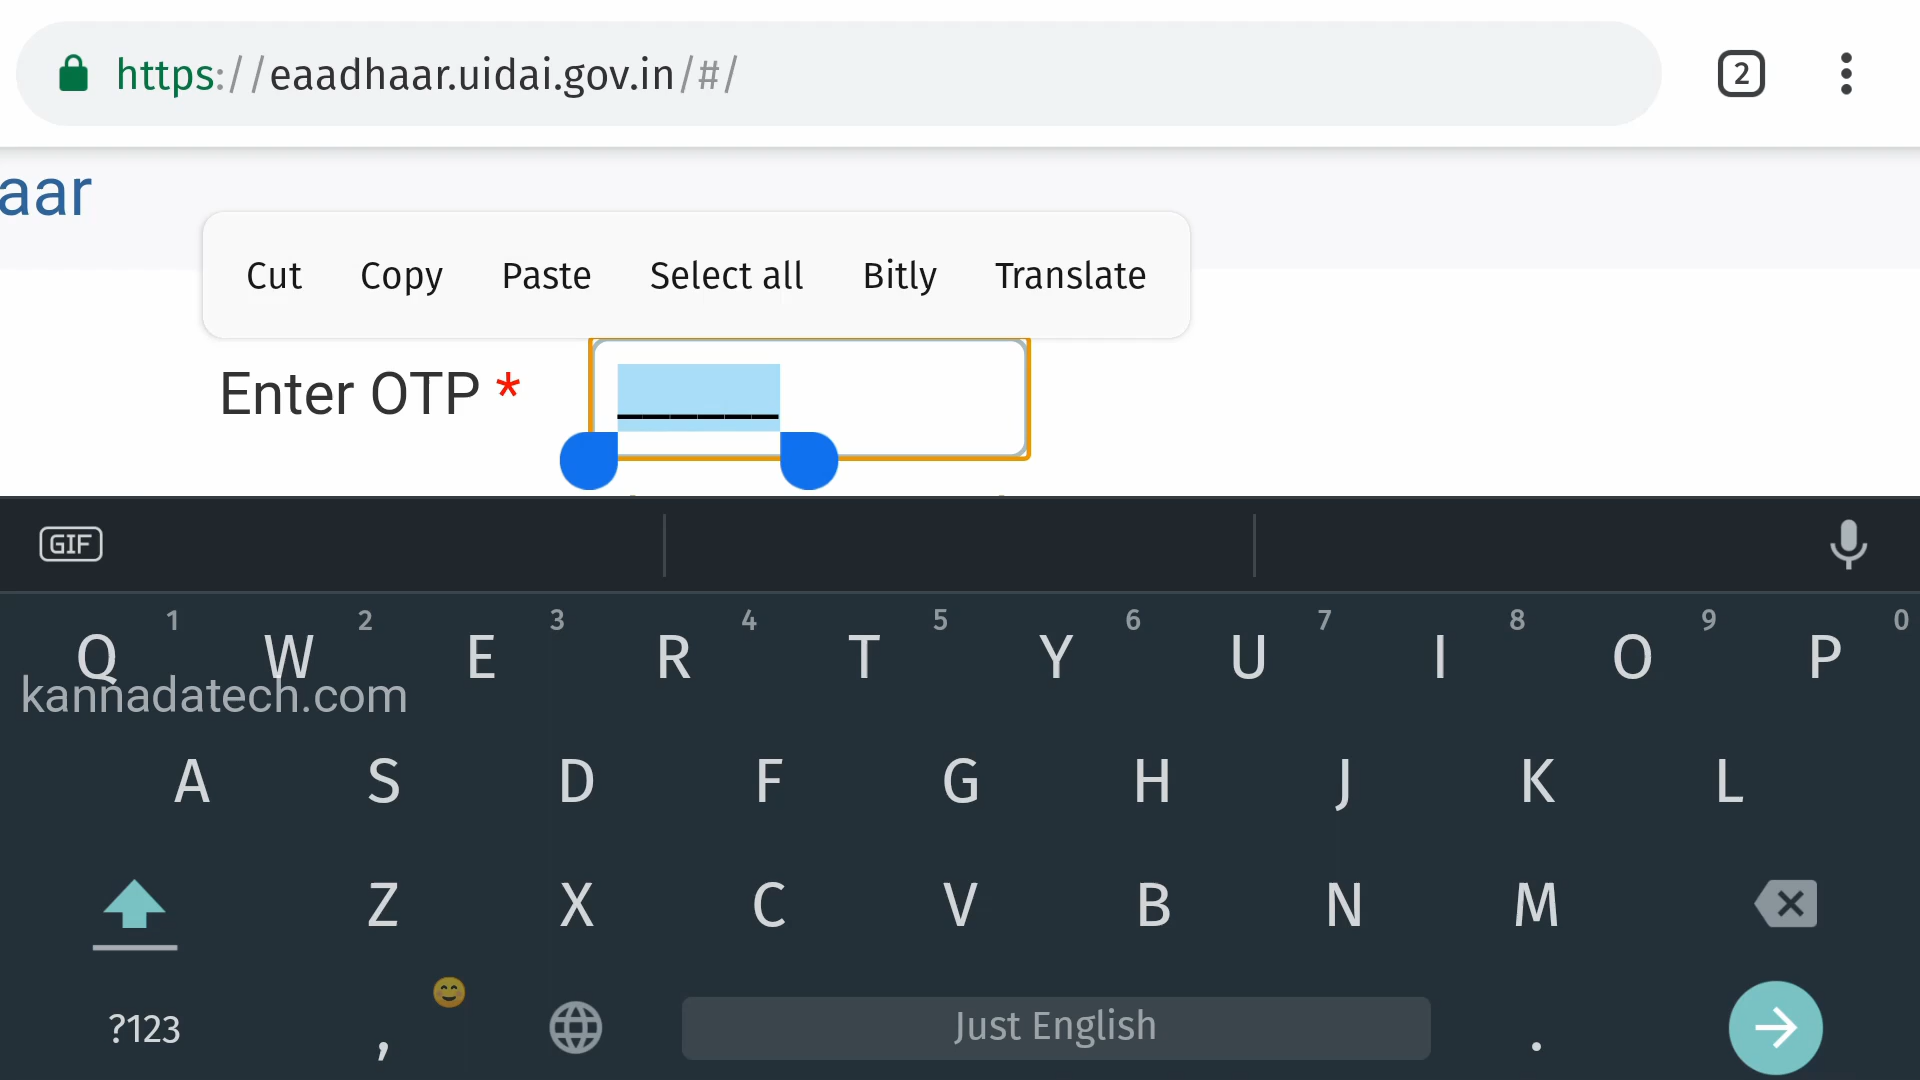 https://eaadhaar.uidai.gov.in/#/
2
aar
Cut Copy Paste Select all Bitly Translate
Enter OTP * ______
GIF
1 2 3 4 5 6 7 8 9 0
Q W E R T Y U I O P
kannadatech.com
A S D F G H J K L
Z X C V B N M
?123 , Just English .